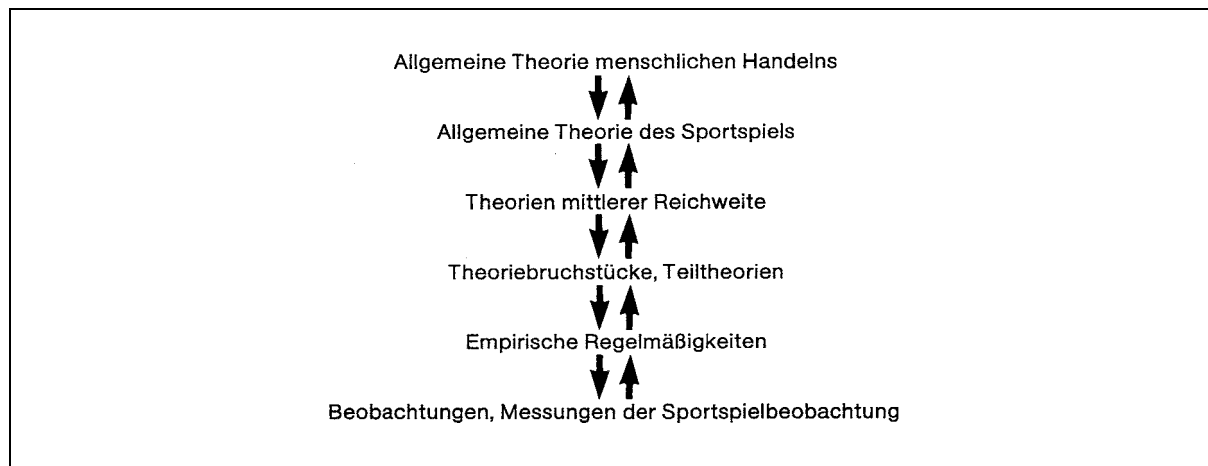 Allgemeine Theorie menschlichen Handelns
Allgemeine Theorie des Sportspiels
Theorien mittlerer Reichweite
Theoriebruchstücke, Teiltheorien
Empirische Regelmäßigkeiten
Beobachtungen, Messungen der Sportspielbeobachtung